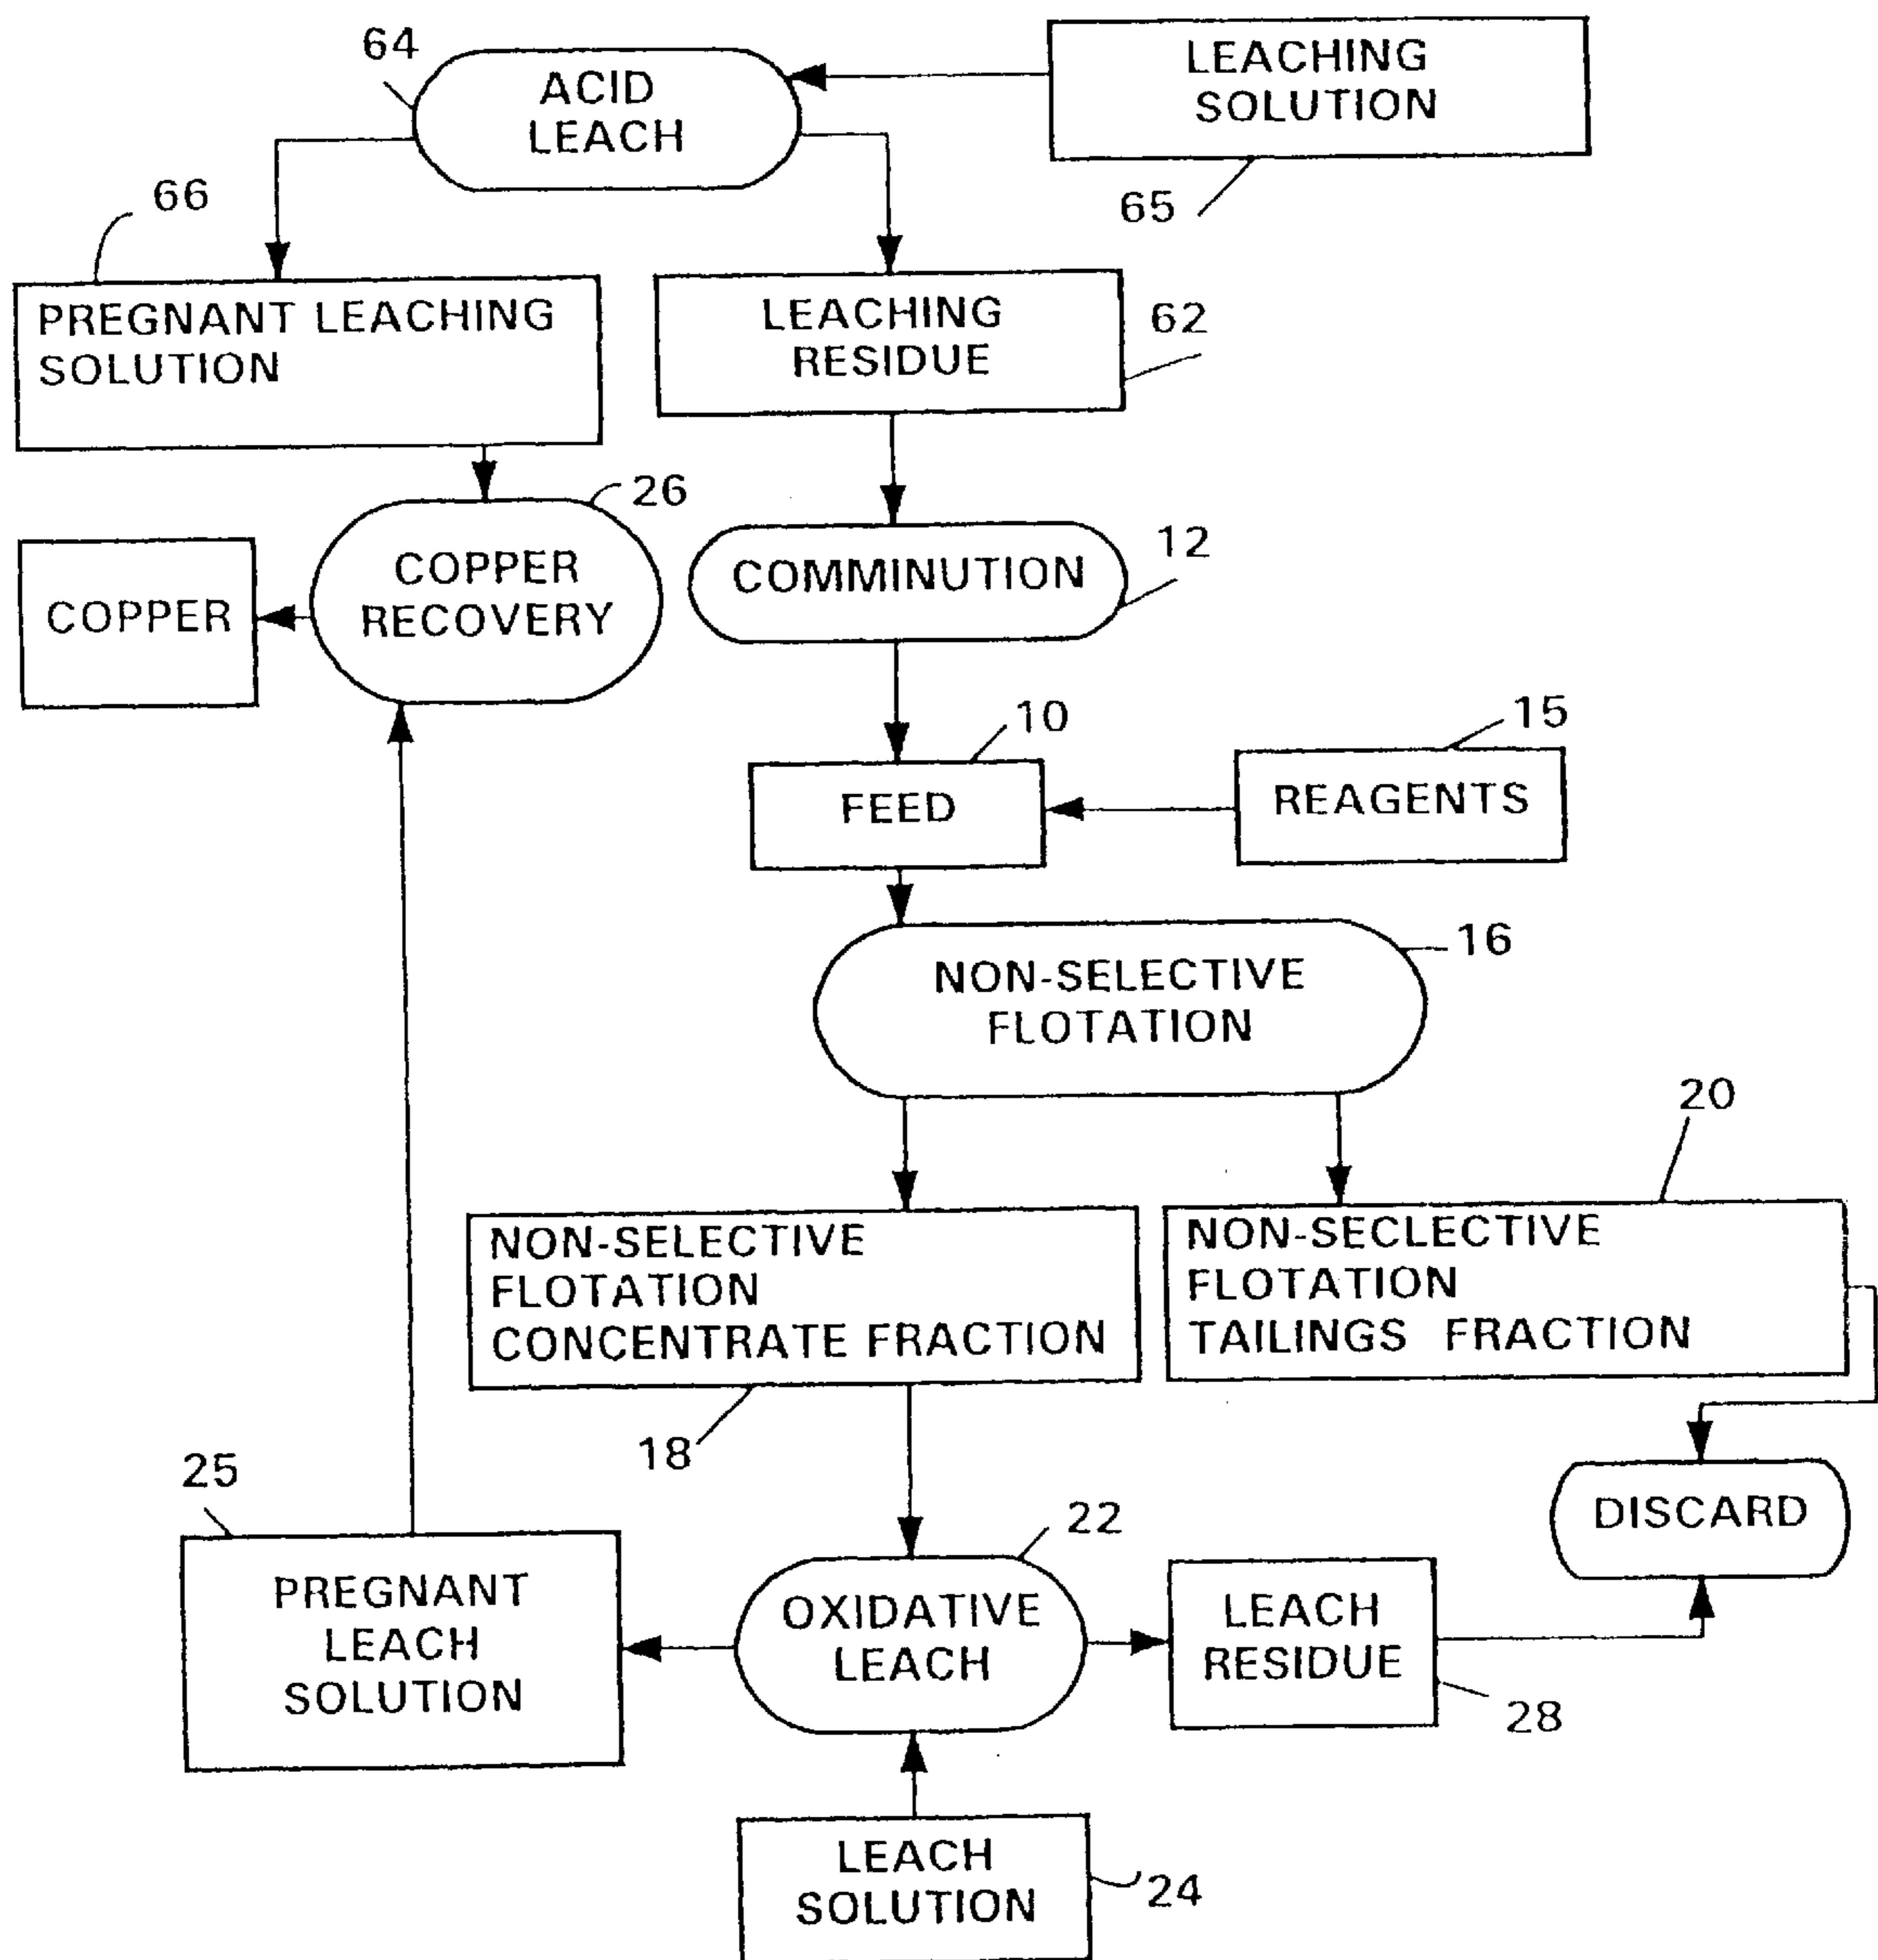 64
ACID
LEACH
LEACHING
SOLUTION
65
66
PREGNANT LEACHING
SOLUTION
LEACHING
RESIDUE
62
26
COPPER
RECOVERY
COPPER
COMMINUTION
12
10
FEED
15
REAGENTS
16
NON-SELECTIVE
FLOTATION
20
NON-SELECTIVE
FLOTATION
CONCENTRATE FRACTION
18
NON-SECLECTIVE
FLOTATION
TAILINGS FRACTION
DISCARD
25
PREGNANT
LEACH
SOLUTION
22
OXIDATIVE
LEACH
LEACH
RESIDUE
28
LEACH
SOLUTION
24